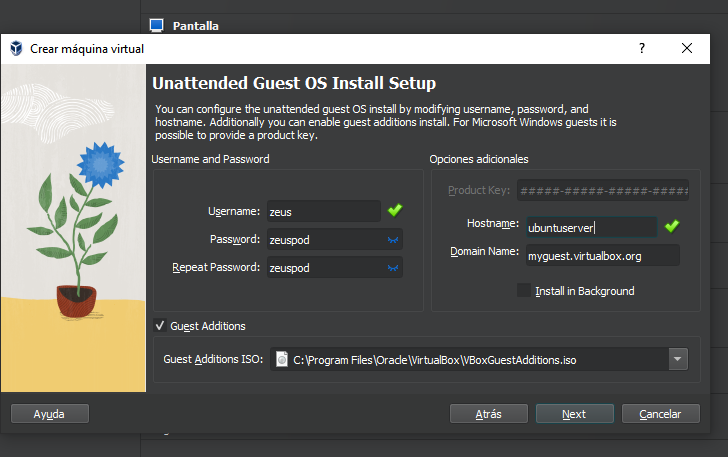 Pantalla
Crear máquina virtual
?
Unattended Guest OS Install Setup
You can configure the unattended guest OS install by modifying username, password, and
hostname. Additionally you can enable guest additions install. For Microsoft Windows guests it is
possible to provide a product key.
Username and Password
Username: zeus
Password: zeuspod
Repeat Password: zeuspod
Opciones adicionales
Product Key: #####-#####-#####-#####
Hostname: ubuntuserver
Domain Name: myguest.virtualbox.org
Install in Background
Guest Additions
Guest Additions ISO: C:\Program Files\Oracle\VirtualBox\VBoxGuestAdditions.iso
Ayuda
Atrás
Next
Cancelar